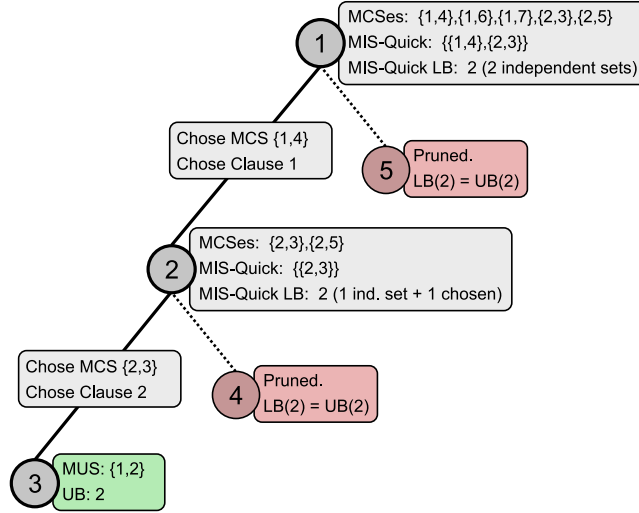 1
MCSes: {1,4},{1,6},{1,7},{2,3},{2,5}
MIS-Quick: {{1,4},{2,3}}
MIS-Quick LB: 2 (2 independent sets)
Chose MCS {1,4}
Chose Clause 1
5
Pruned.
LB(2) = UB(2)
2
MCSes: {2,3},{2,5}
MIS-Quick: {{2,3}}
MIS-Quick LB: 2 (1 ind. set + 1 chosen)
Chose MCS {2,3}
Chose Clause 2
4
Pruned.
LB(2) = UB(2)
3
MUS: {1,2}
UB: 2